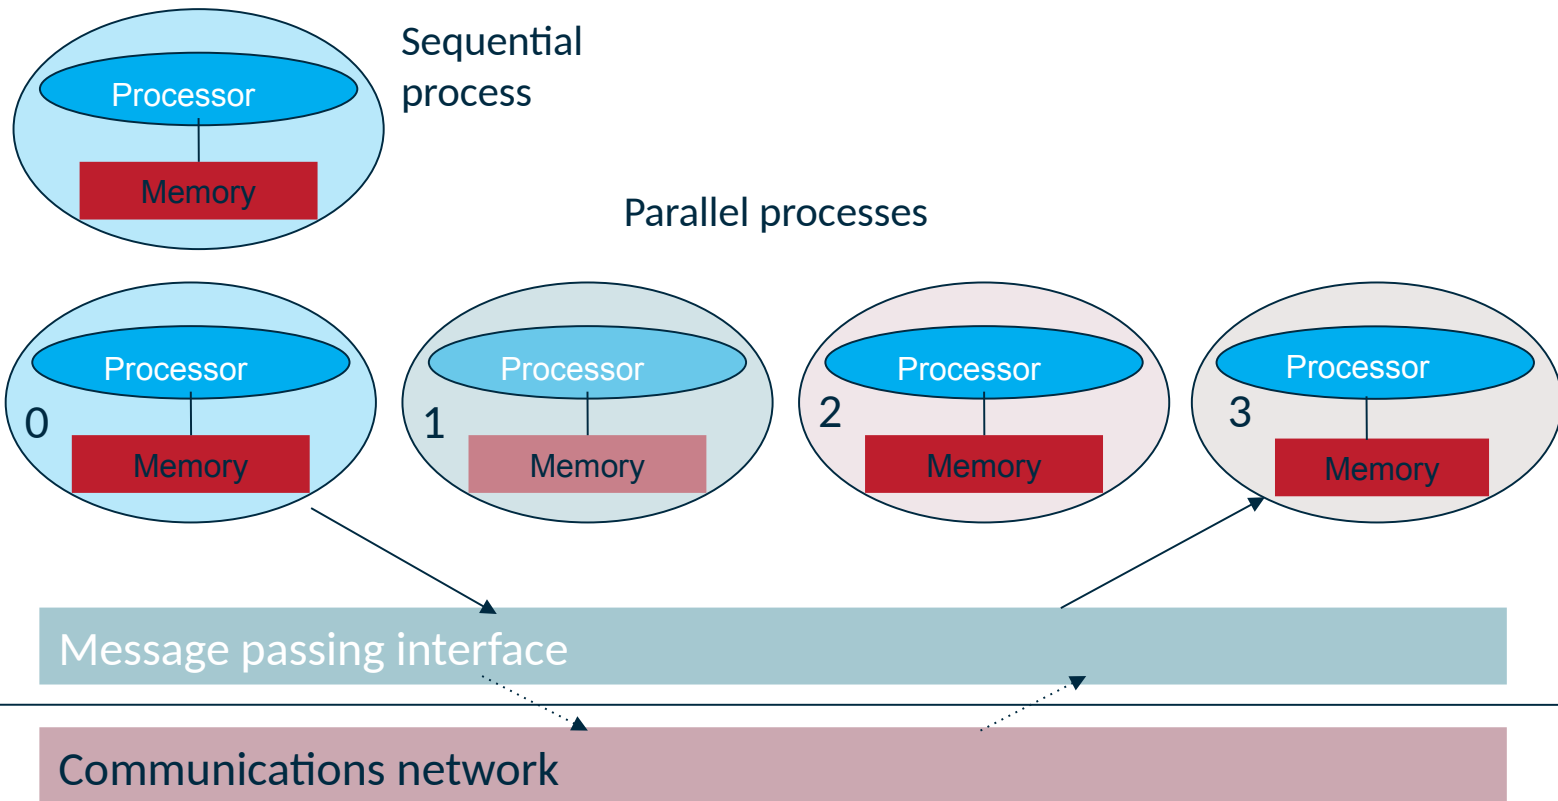 Sequential
process
Processor
Memory
Parallel processes
Processor
Processor
Processor
Processor
0
1
2
3
Memory
Memory
Memory
Memory
Message passing interface
Communications network